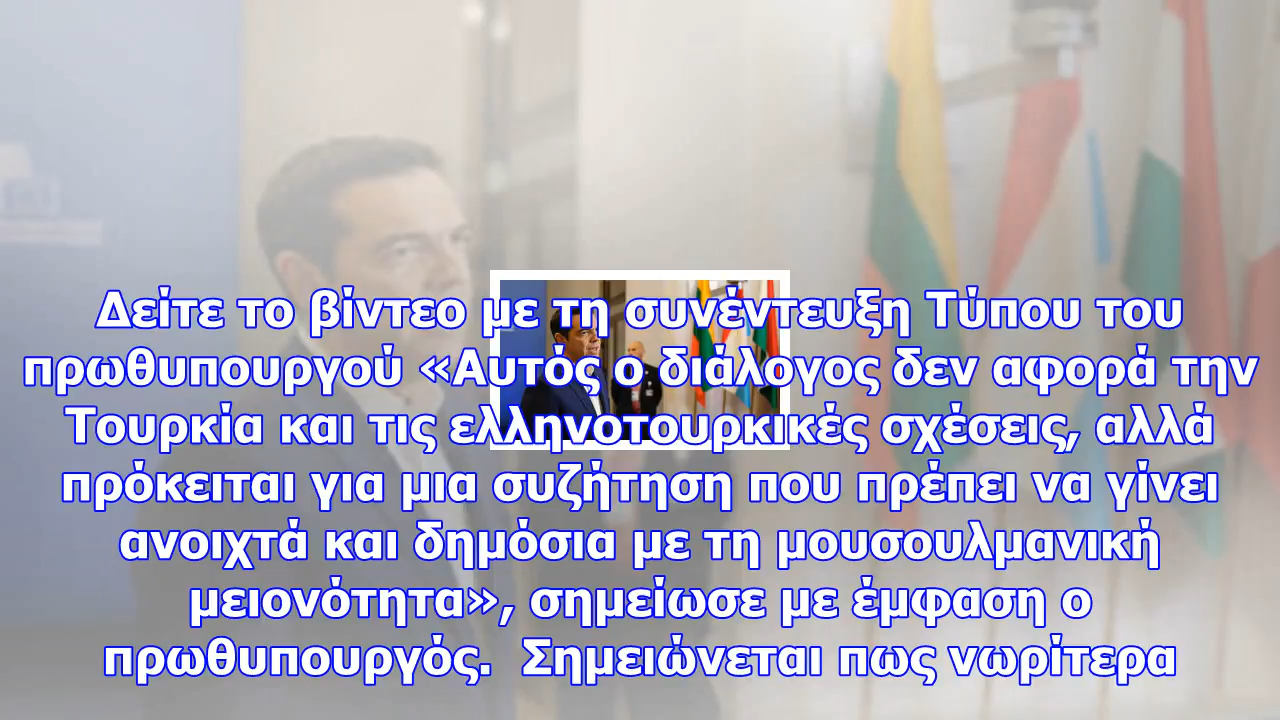 Δείτε το βίντεο με τη συνέντευξη Τύπου του
πρωθυπουργού «Αυτός ο διάλογος δεν αφορά την
Τουρκία και τις ελληνοτουρκικές σχέσεις, αλλά
πρόκειται για μια συζήτηση που πρέπει να γίνει
ανοιχτά και δημόσια με τη μουσουλμανική
μειονότητα», σημείωσε με έμφαση ο
πρωθυπουργός.  Σημειώνεται πως νωρίτερα